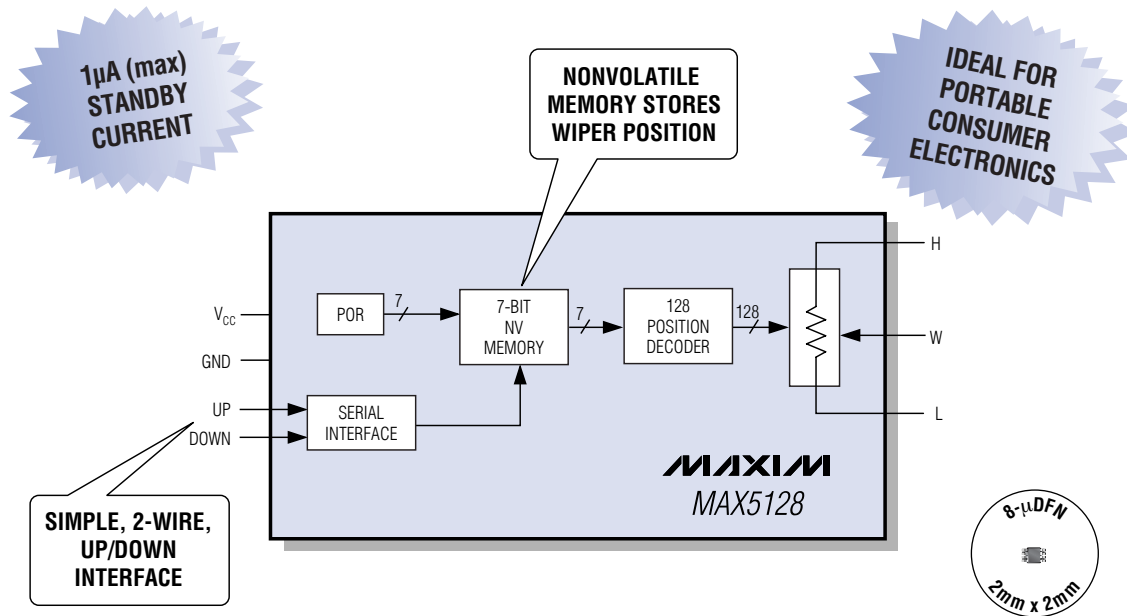 1µA (max)
STANDBY
CURRENT
NONVOLATILE
MEMORY STORES
WIPER POSITION
IDEAL FOR
PORTABLE
CONSUMER
ELECTRONICS
H
VCC
POR
7
7-BIT
NV
MEMORY
7
128
POSITION
DECODER
128
W
GND
UP
DOWN
SERIAL
INTERFACE
L
MAXIM
MAX5128
SIMPLE, 2-WIRE,
UP/DOWN
INTERFACE
8-µDFN
2mm x 2mm